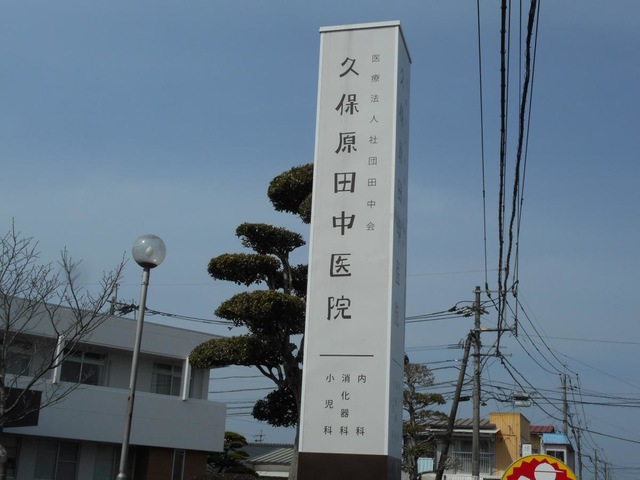 医療法人社団田中会
久保原田中医院
内科
消化器科
小児科